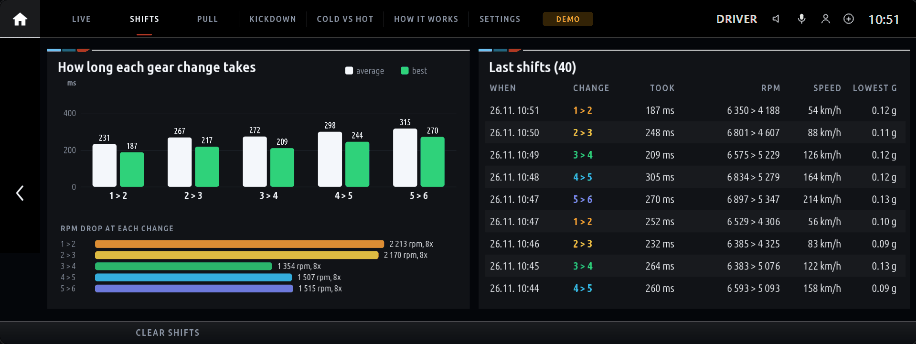 LIVE SHIFTS PULL KICKDOWN COLD VS HOT HOW IT WORKS SETTINGS DEMO DRIVER 10:51
How long each gear change takes
ms
average best
400
200
0
231 187 267 217 272 209 298 244 315 270
1 > 2 2 > 3 3 > 4 4 > 5 5 > 6
RPM DROP AT EACH CHANGE
1 > 2 2 213 rpm, 8x
2 > 3 2 170 rpm, 8x
3 > 4 1 354 rpm, 8x
4 > 5 1 507 rpm, 8x
5 > 6 1 515 rpm, 8x
Last shifts (40)
WHEN CHANGE TOOK RPM SPEED LOWEST G
26.11. 10:51 1 > 2 187 ms 6 350 > 4 188 54 km/h 0.12 g
26.11. 10:50 2 > 3 248 ms 6 801 > 4 607 88 km/h 0.11 g
26.11. 10:49 3 > 4 209 ms 6 575 > 5 229 126 km/h 0.12 g
26.11. 10:48 4 > 5 305 ms 6 834 > 5 279 164 km/h 0.12 g
26.11. 10:47 5 > 6 270 ms 6 897 > 5 347 214 km/h 0.13 g
26.11. 10:47 1 > 2 252 ms 6 529 > 4 306 56 km/h 0.10 g
26.11. 10:46 2 > 3 232 ms 6 385 > 4 325 83 km/h 0.09 g
26.11. 10:45 3 > 4 264 ms 6 383 > 5 076 122 km/h 0.13 g
26.11. 10:44 4 > 5 260 ms 6 593 > 5 093 158 km/h 0.09 g
CLEAR SHIFTS